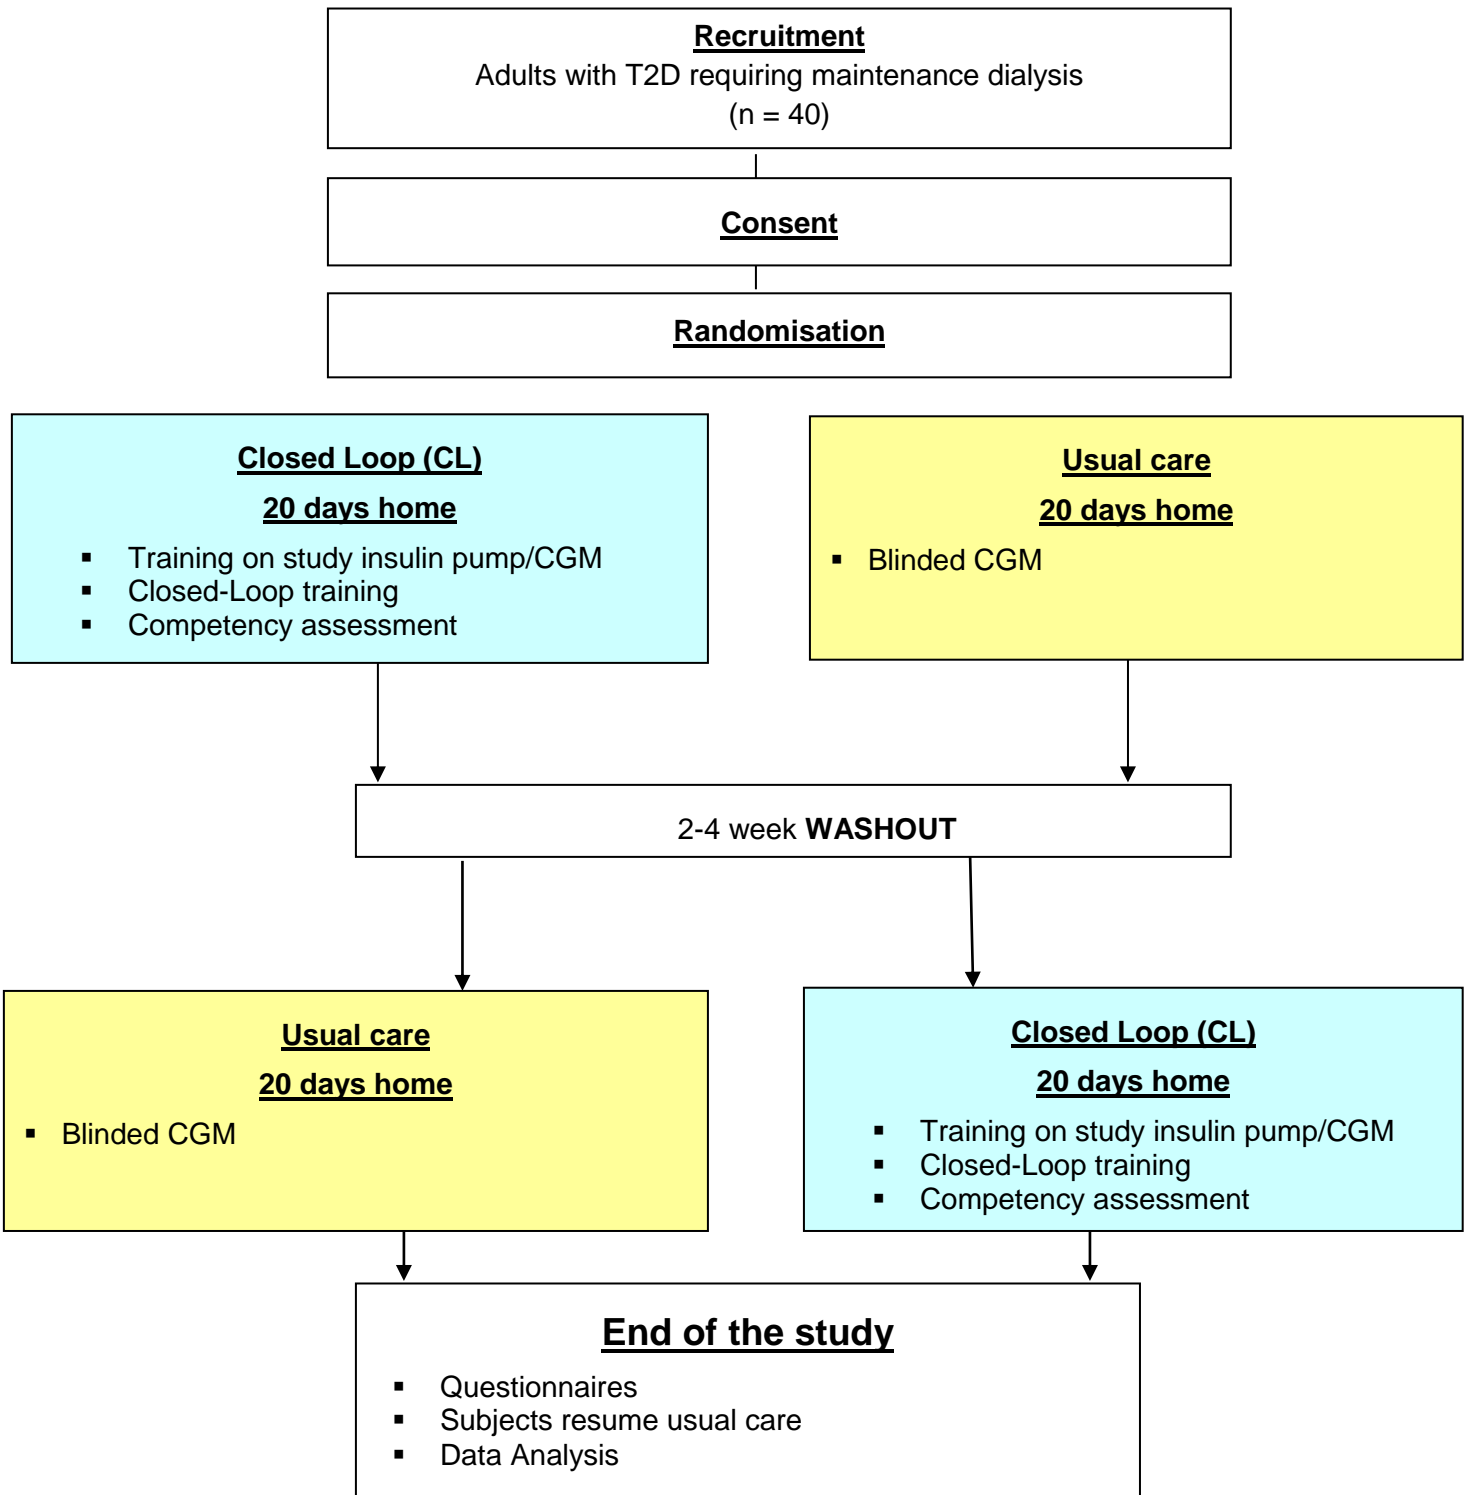 Recruitment
Adults with T2D requiring maintenance dialysis
(n = 40)
Consent
Randomisation
Closed Loop (CL)
20 days home
▪ Training on study insulin pump/CGM
▪ Closed-Loop training
▪ Competency assessment
Usual care
20 days home
▪ Blinded CGM
2-4 week WASHOUT
Usual care
20 days home
▪ Blinded CGM
Closed Loop (CL)
20 days home
▪ Training on study insulin pump/CGM
▪ Closed-Loop training
▪ Competency assessment
End of the study
▪ Questionnaires
▪ Subjects resume usual care
▪ Data Analysis